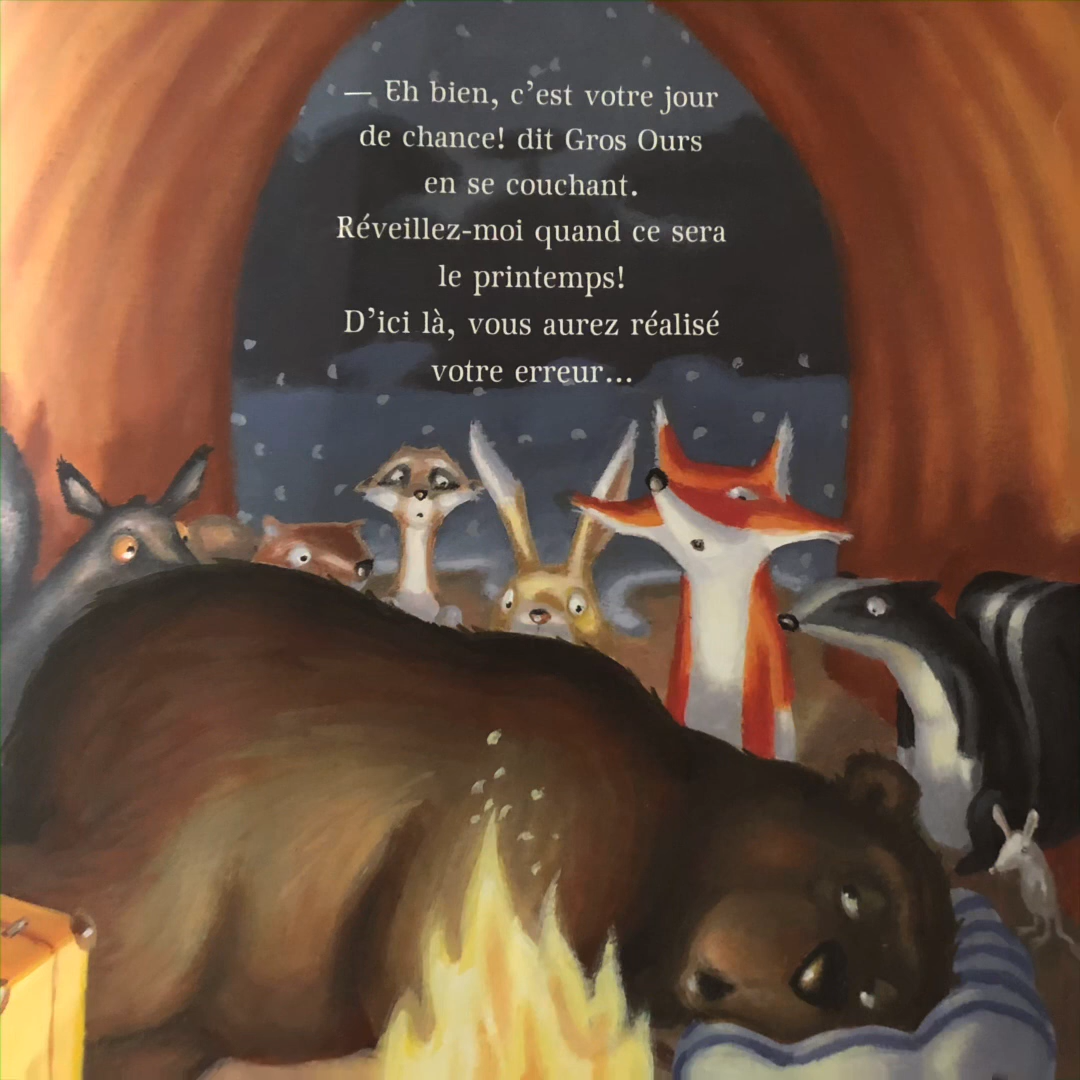 — Eh bien, c'est votre jour
de chance! dit Gros Ours
en se couchant.
Réveillez-moi quand ce sera
le printemps!
D'ici là, vous aurez réalisé
votre erreur...